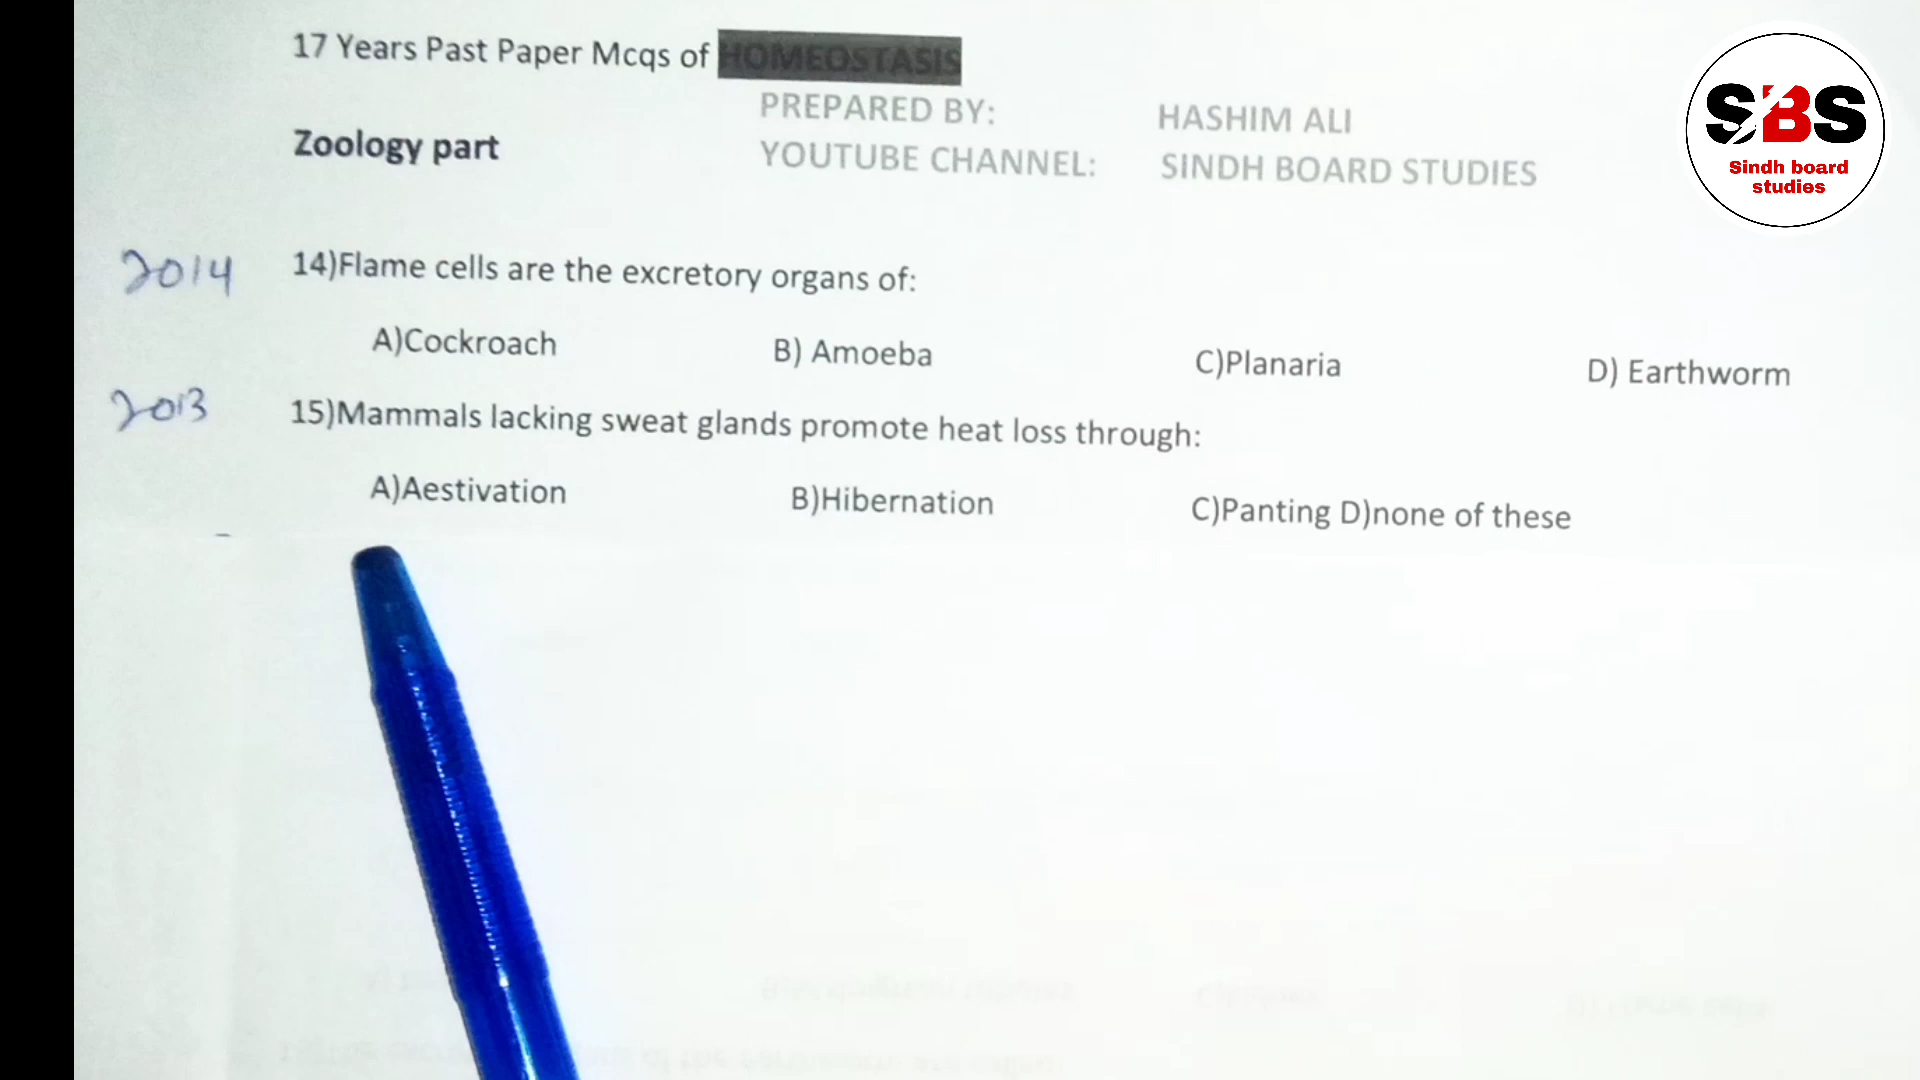 17 Years Past Paper Mcqs of HOMEOSTASIS
PREPARED BY: HASHIM ALI
Zoology part
YOUTUBE CHANNEL: SINDH BOARD STUDIES
SBS
Sindh board
studies
2014 14)Flame cells are the excretory organs of:
A)Cockroach B) Amoeba C)Planaria D) Earthworm
2013 15)Mammals lacking sweat glands promote heat loss through:
A)Aestivation B)Hibernation C)Panting D)none of these